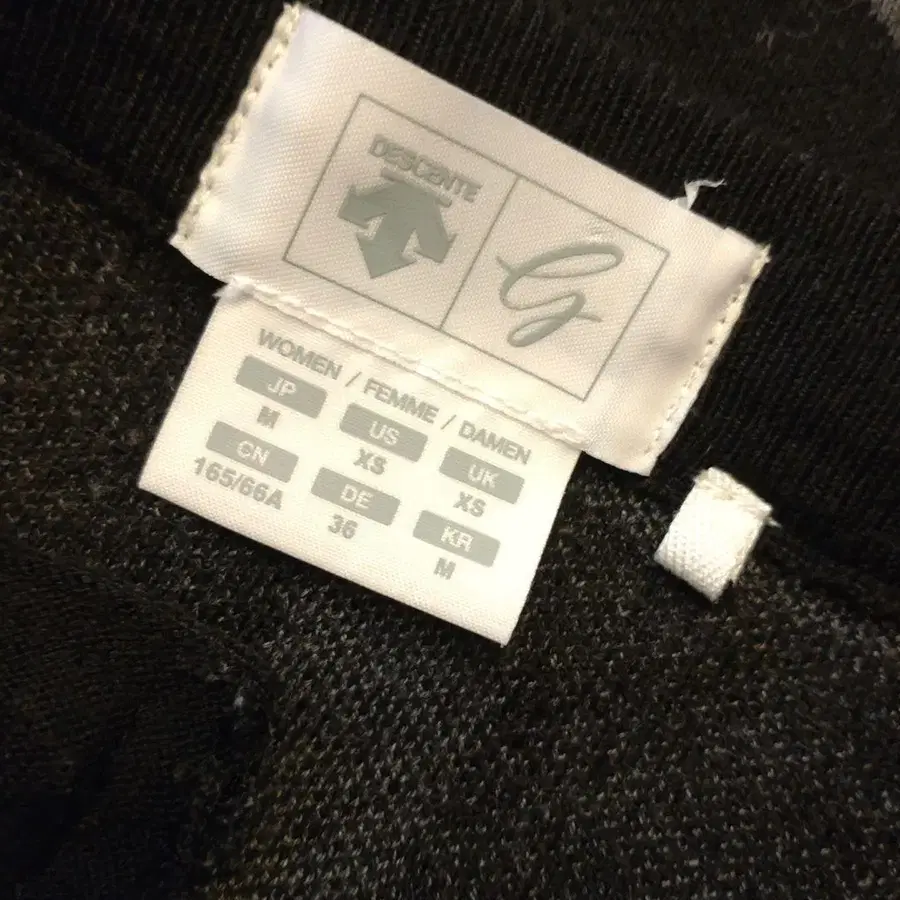 DESCENTE
G
WOMEN / FEMME / DAMEN
JP US UK
M XS XS
CN DE KR
165/66A 36 M